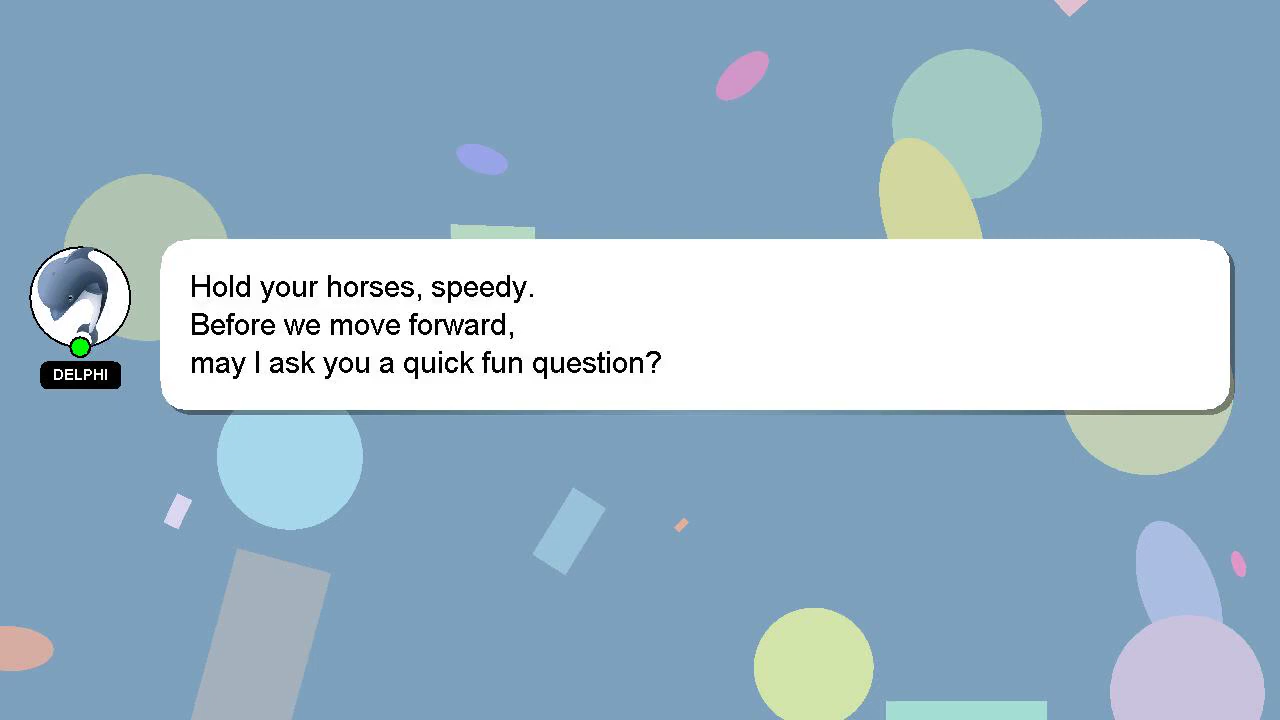 Hold your horses, speedy.
Before we move forward,
may I ask you a quick fun question?
DELPHI